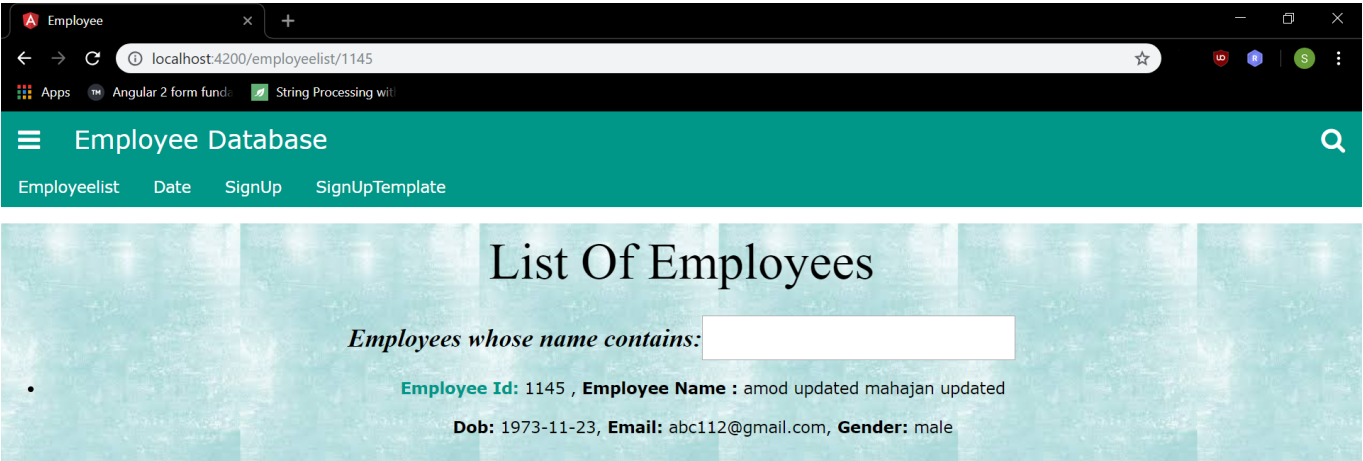 Employee
localhost:4200/employeelist/1145
Apps TM Angular 2 form funda String Processing with
Employee Database
Employeelist Date SignUp SignUpTemplate
List Of Employees
Employees whose name contains:
Employee Id: 1145 , Employee Name : amod updated mahajan updated
Dob: 1973-11-23, Email: abc112@gmail.com, Gender: male